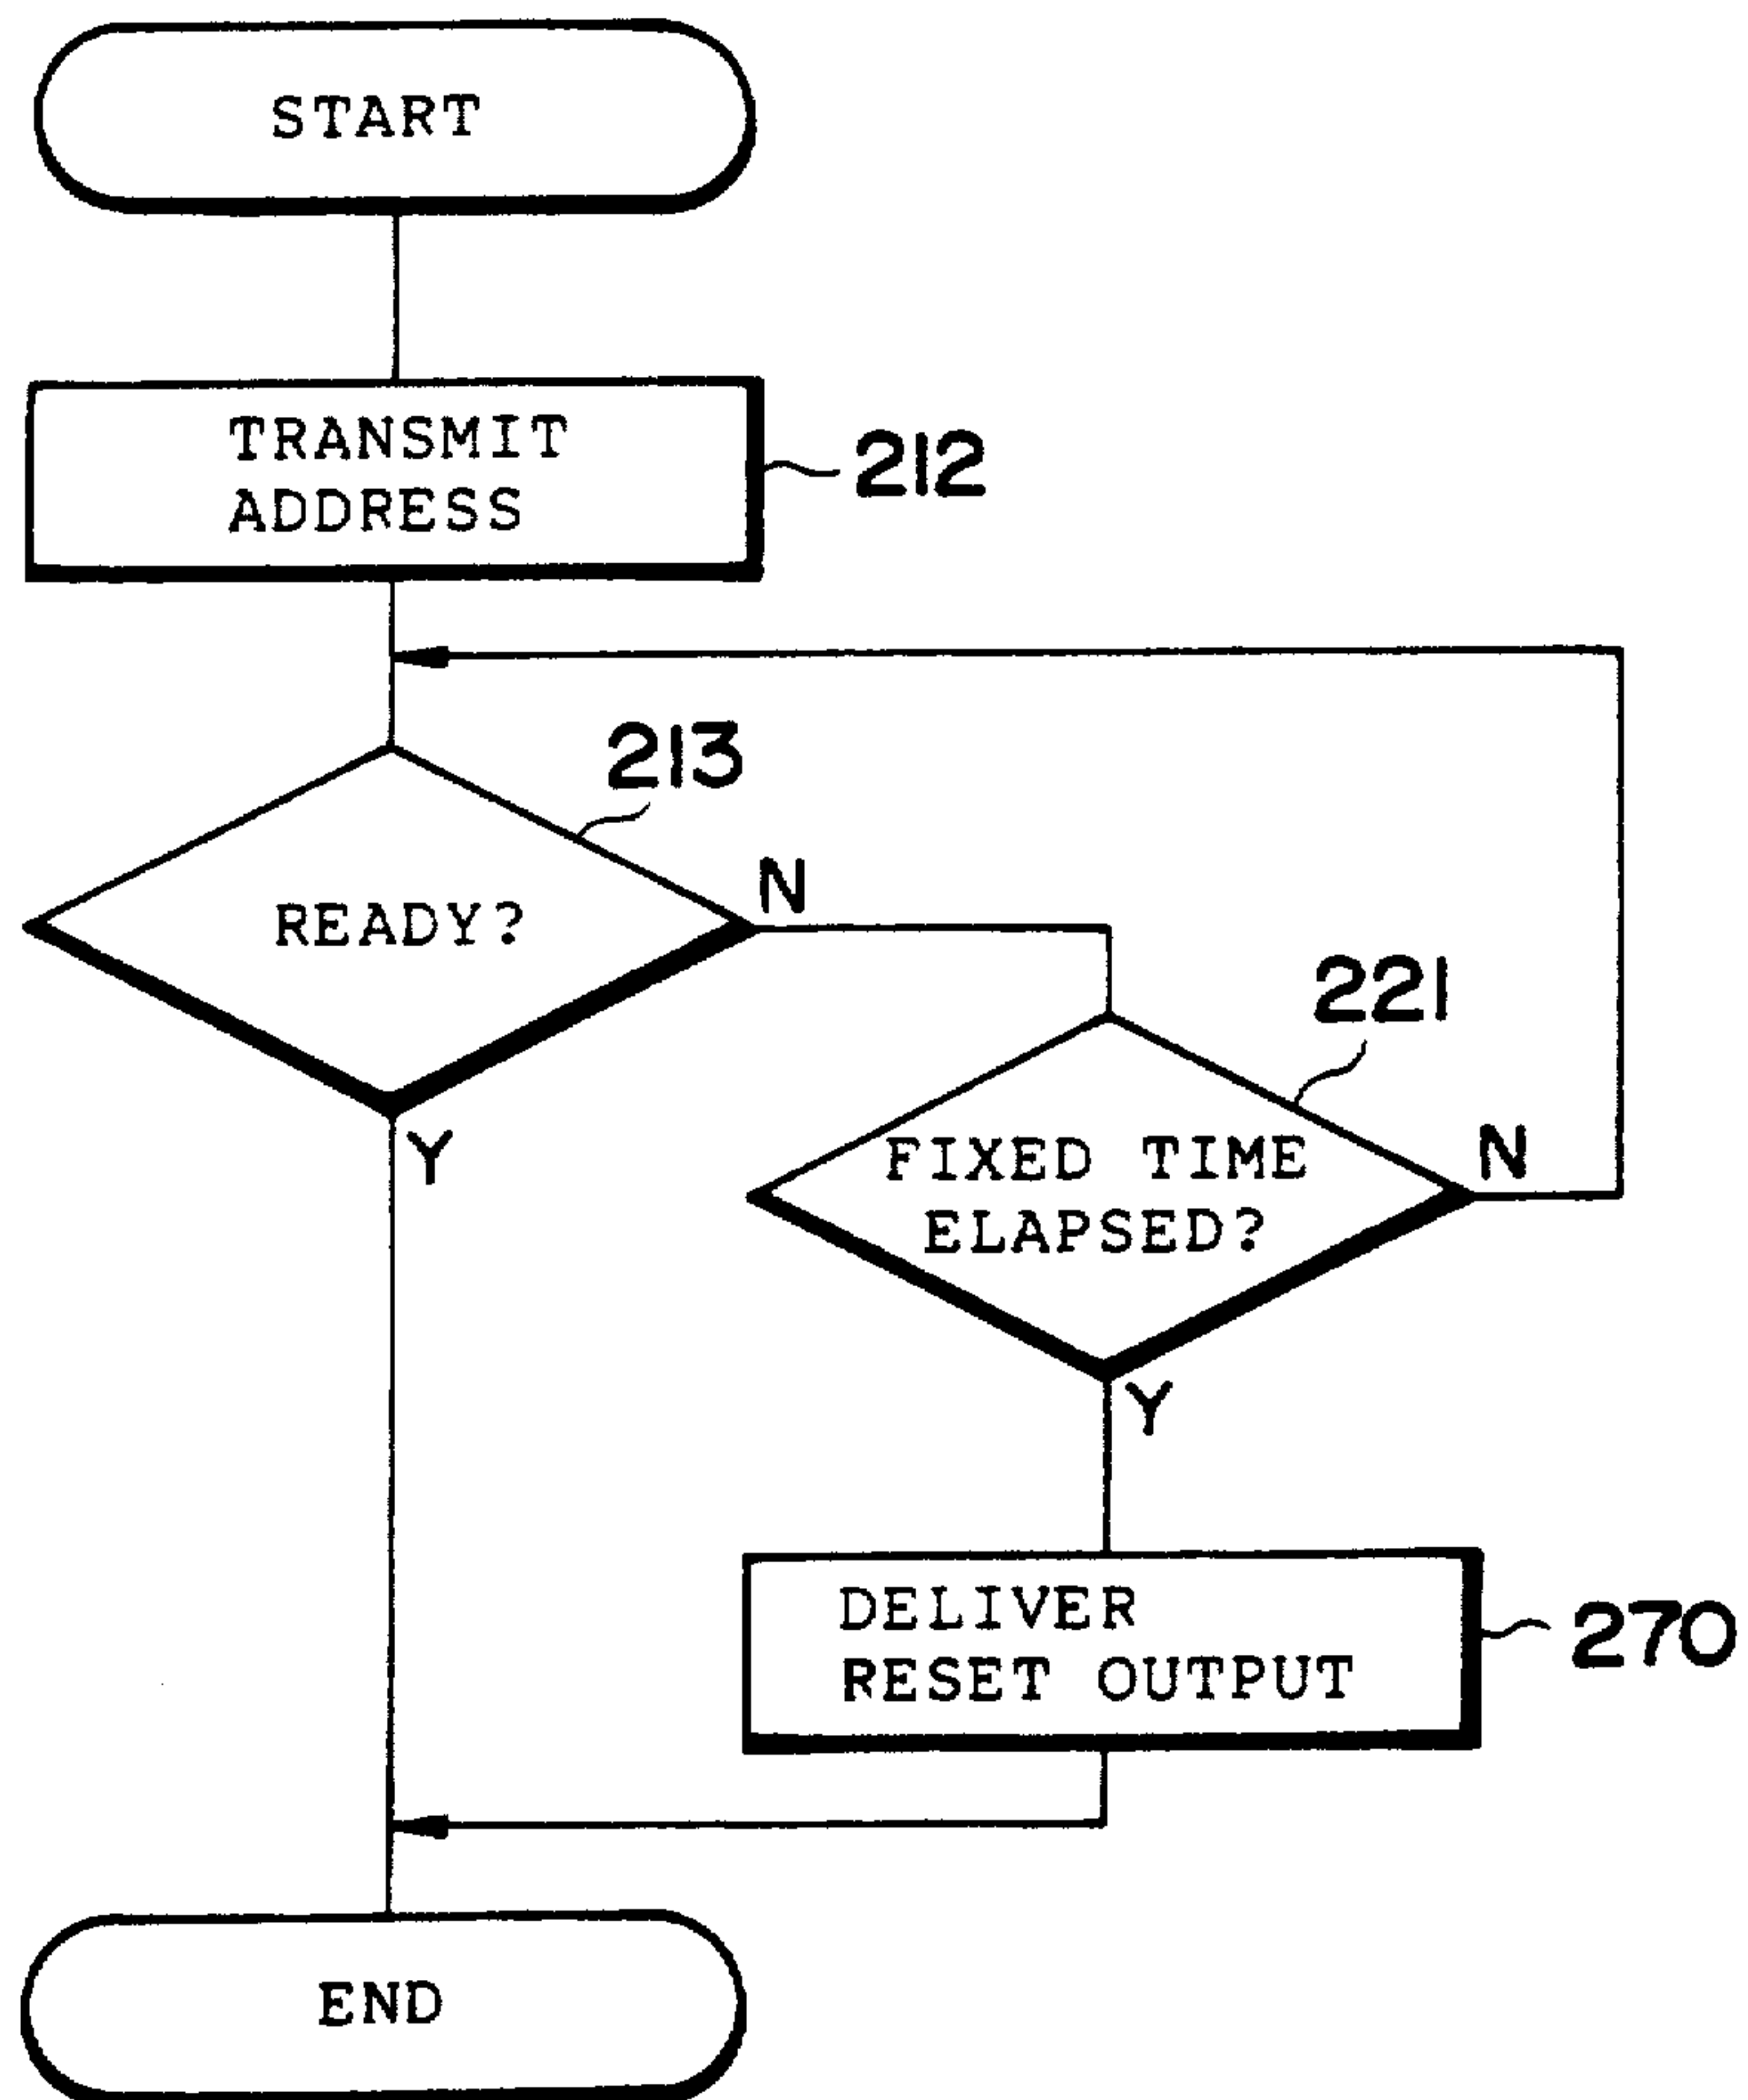 START
TRANSMIT
ADDRESS
212
213
READY?
N
Y
221
FIXED TIME
ELAPSED?
N
Y
DELIVER
RESET OUTPUT
270
END